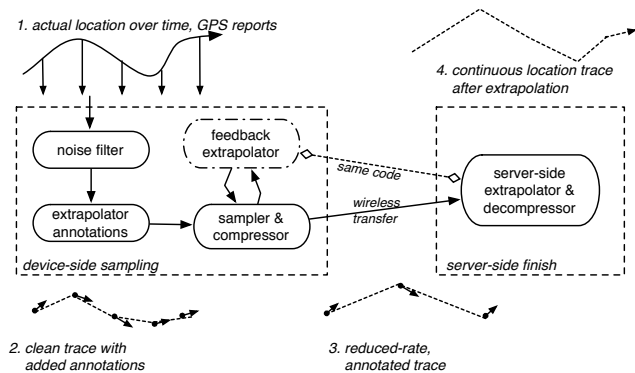 1. actual location over time, GPS reports
4. continuous location trace
after extrapolation
noise filter
feedback
extrapolator
extrapolator
annotations
sampler &
compressor
same code
wireless
transfer
server-side
extrapolator &
decompressor
device-side sampling
server-side finish
2. clean trace with
added annotations
3. reduced-rate,
annotated trace